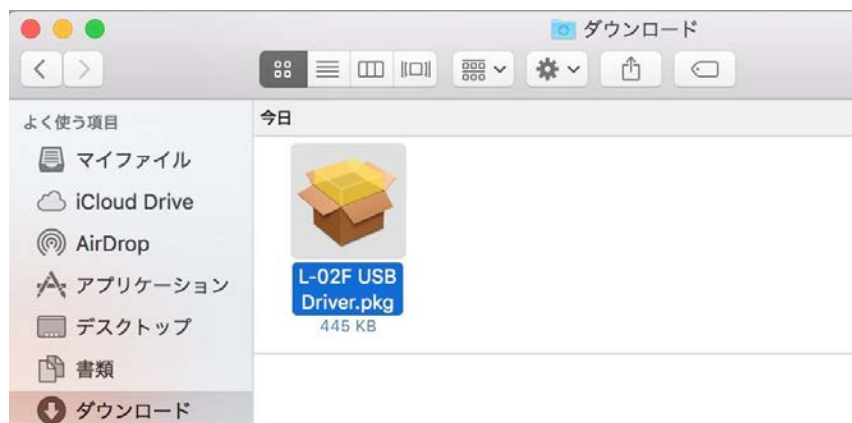 ダウンロード
よく使う項目
マイファイル
iCloud Drive
AirDrop
アプリケーション
デスクトップ
書類
ダウンロード
今日
L-02F USB
Driver.pkg
445 KB